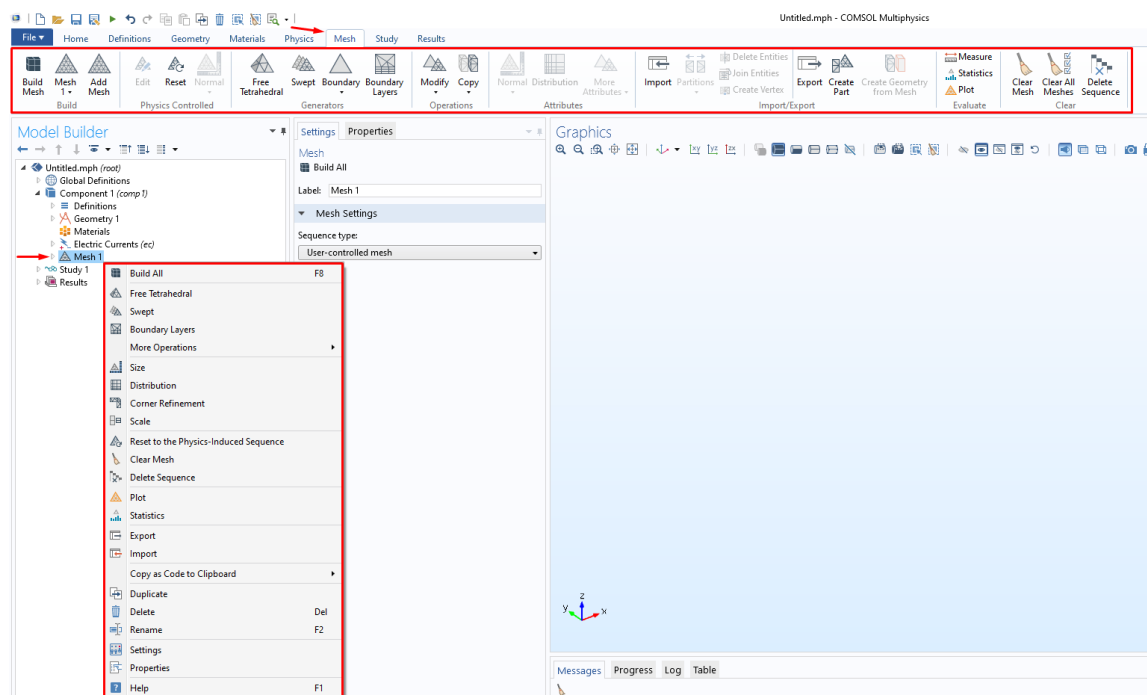 Untitled.mph - COMSOL Multiphysics
File Home Definitions Geometry Materials Physics Mesh Study Results
Build Mesh
Mesh 1
Add Mesh
Build
Edit
Reset
Normal
Physics Controlled
Free Tetrahedral
Swept
Boundary
Boundary Layers
Generators
Modify
Copy
Operations
Normal
Distribution
More Attributes
Attributes
Import
Partitions
Delete Entities
Join Entities
Create Vertex
Export
Create Part
Create Geometry from Mesh
Import/Export
Measure
Statistics
Plot
Evaluate
Clear Mesh
Clear All Meshes
Delete Sequence
Clear
Model Builder
Untitled.mph (root)
Global Definitions
Component 1 (comp1)
Definitions
Geometry 1
Materials
Electric Currents (ec)
Mesh 1
Study 1
Results
Build All F8
Free Tetrahedral
Swept
Boundary Layers
More Operations
Size
Distribution
Corner Refinement
Scale
Reset to the Physics-Induced Sequence
Clear Mesh
Delete Sequence
Plot
Statistics
Export
Import
Copy as Code to Clipboard
Duplicate
Delete Del
Rename F2
Settings
Properties
Help F1
Settings Properties
Mesh
Build All
Label: Mesh 1
Mesh Settings
Sequence type:
User-controlled mesh
Graphics
xy yz zx
z
y x
Messages Progress Log Table